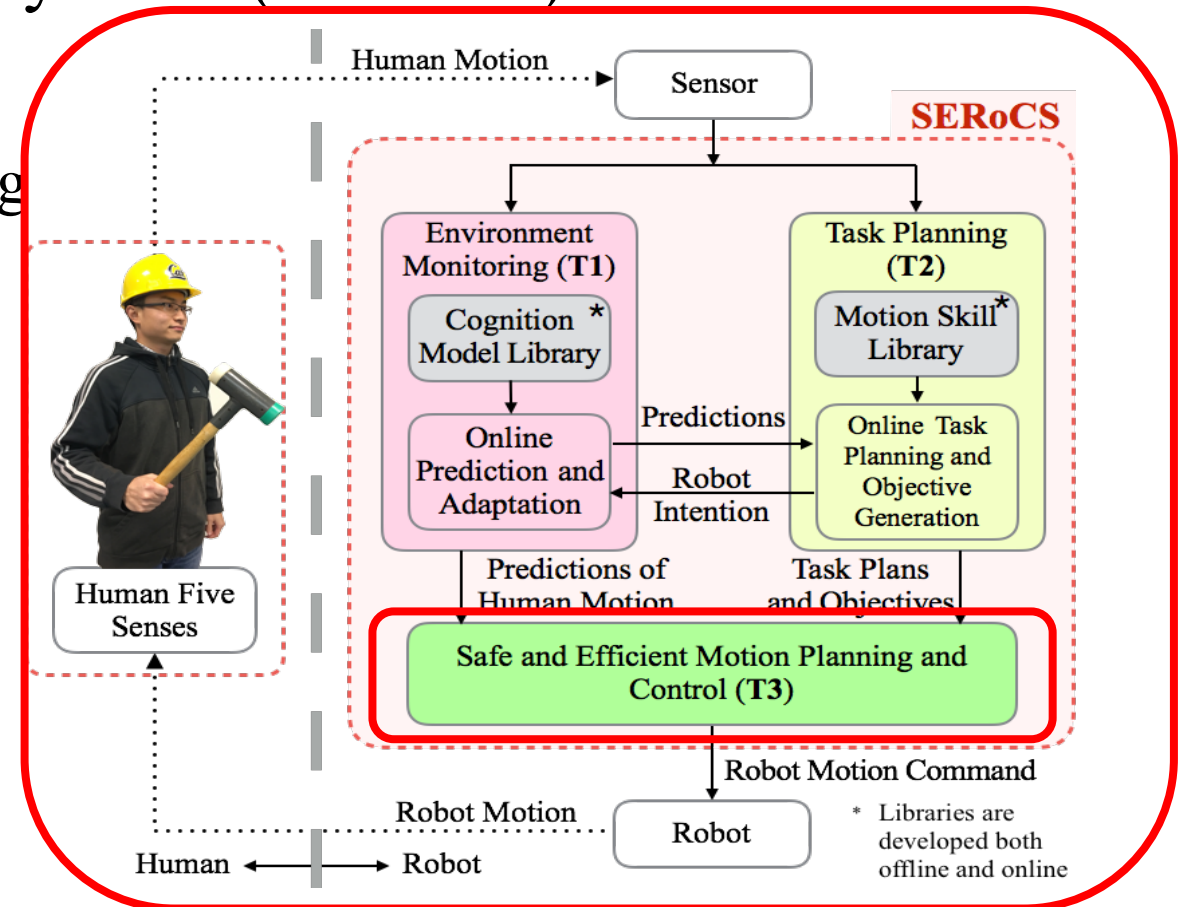 Human Motion
Sensor
SERoCS
g
Environment
Monitoring (T1)
Task Planning
(T2)
Cognition *
Model Library
Motion Skill*
Library
Online
Prediction and
Adaptation
Predictions
Robot
Intention
Online Task
Planning and
Objective
Generation
Predictions of
Human Motion
Task Plans
and Objectives
Human Five
Senses
Safe and Efficient Motion Planning and
Control (T3)
Robot Motion Command
Robot Motion
Robot
* Libraries are
developed both
offline and online
Human
Robot